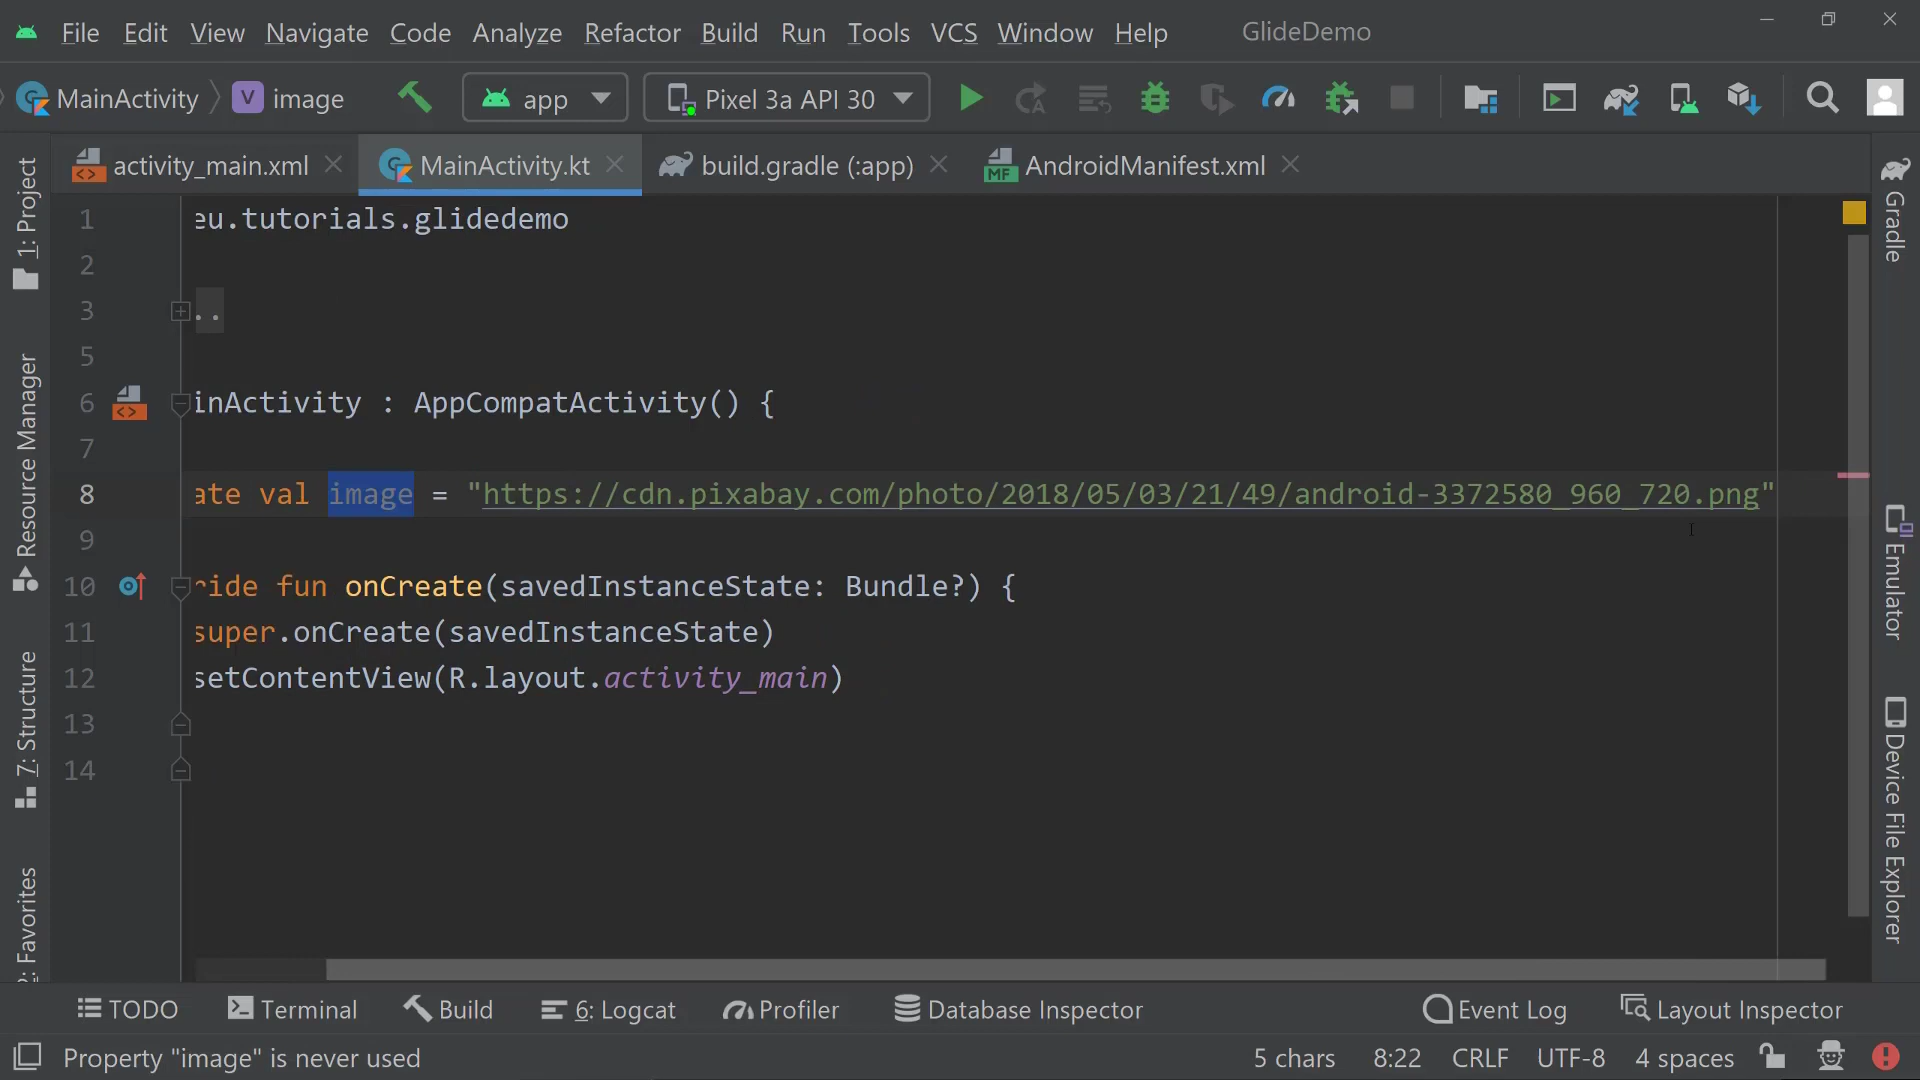 File Edit View Navigate Code Analyze Refactor Build Run Tools VCS Window Help GlideDemo
MainActivity image app Pixel 3a API 30
activity_main.xml MainActivity.kt build.gradle (:app) AndroidManifest.xml
1 eu.tutorials.glidedemo
2
3 ..
5
6 inActivity : AppCompatActivity() {
7
8 ate val image = "https://cdn.pixabay.com/photo/2018/05/03/21/49/android-3372580_960_720.png"
9
10 ride fun onCreate(savedInstanceState: Bundle?) {
11 super.onCreate(savedInstanceState)
12 setContentView(R.layout.activity_main)
13
14
1: Project
Resource Manager
7: Structure
2: Favorites
Gradle
Emulator
Device File Explorer
TODO Terminal Build 6: Logcat Profiler Database Inspector Event Log Layout Inspector
Property "image" is never used 5 chars 8:22 CRLF UTF-8 4 spaces